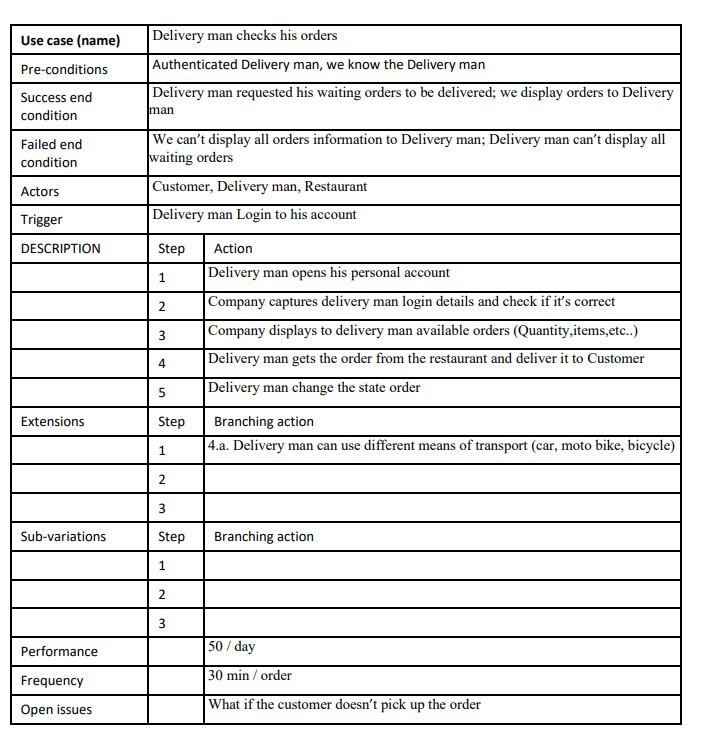 Use case (name) Delivery man checks his orders
Pre-conditions Authenticated Delivery man, we know the Delivery man
Success end condition Delivery man requested his waiting orders to be delivered; we display orders to Delivery man
Failed end condition We can't display all orders information to Delivery man; Delivery man can't display all waiting orders
Actors Customer, Delivery man, Restaurant
Trigger Delivery man Login to his account
DESCRIPTION Step Action
1 Delivery man opens his personal account
2 Company captures delivery man login details and check if it's correct
3 Company displays to delivery man available orders (Quantity,items,etc..)
4 Delivery man gets the order from the restaurant and deliver it to Customer
5 Delivery man change the state order
Extensions Step Branching action
1 4.a. Delivery man can use different means of transport (car, moto bike, bicycle)
2
3
Sub-variations Step Branching action
1
2
3
Performance 50 / day
Frequency 30 min / order
Open issues What if the customer doesn't pick up the order